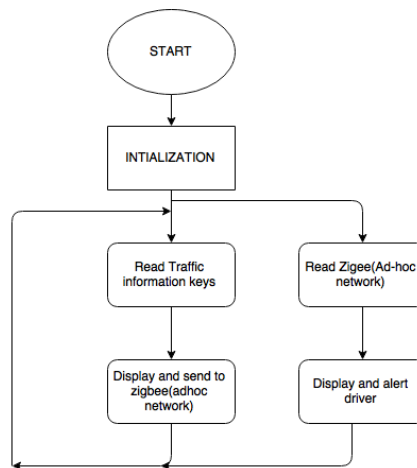 START
INTIALIZATION
Read Traffic
information keys
Read Zigee(Ad-hoc
network)
Display and send to
zigbee(adhoc
network)
Display and alert
driver